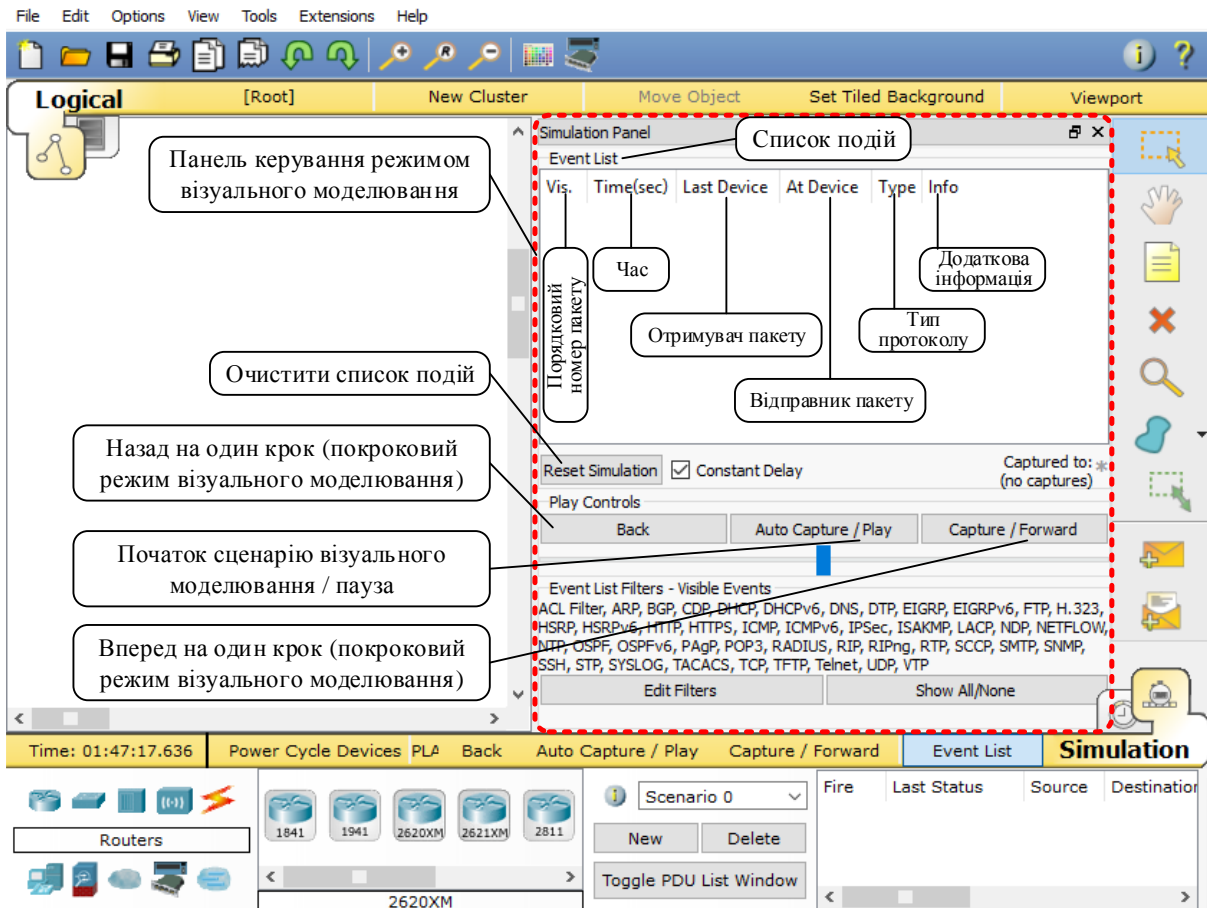 File Edit Options View Tools Extensions Help
Logical [Root] New Cluster Move Object Set Tiled Background Viewport
Simulation Panel
Список подій
Event List
Панель керування режимом
візуального моделювання
Vis. Time(sec) Last Device At Device Type Info
Порядковий
номер пакету
Час
Додаткова
інформація
Отримувач пакету
Тип
протоколу
Очистити список подій
Відправник пакету
Назад на один крок (покроковий
режим візуального моделювання)
Reset Simulation Constant Delay
Captured to: *
(no captures)
Play Controls
Back Auto Capture / Play Capture / Forward
Початок сценарію візуального
моделювання / пауза
Event List Filters - Visible Events
ACL Filter, ARP, BGP, CDP, DHCP, DHCPv6, DNS, DTP, EIGRP, EIGRPv6, FTP, H.323,
HSRP, HSRPv6, HTTP, HTTPS, ICMP, ICMPv6, IPSec, ISAKMP, LACP, NDP, NETFLOW,
NTP, OSPF, OSPFv6, PAgP, POP3, RADIUS, RIP, RIPng, RTP, SCCP, SMTP, SNMP,
SSH, STP, SYSLOG, TACACS, TCP, TFTP, Telnet, UDP, VTP
Вперед на один крок (покроковий
режим візуального моделювання)
Edit Filters Show All/None
Time: 01:47:17.636 Power Cycle Devices PLA Back Auto Capture / Play Capture / Forward Event List Simulation
Routers
1841 1941 2620XM 2621XM 2811
2620XM
Scenario 0
New Delete
Toggle PDU List Window
Fire Last Status Source Destination